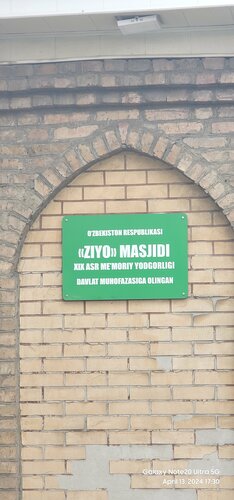 O'ZBEKISTON RESPUBLIKASI
«ZIYO» MASJIDI
XIX ASR ME'MORIY YODGORLIGI
DAVLAT MUHOFAZASIGA OLINGAN
Galaxy Note20 Ultra 5G
April 13, 2024 17:30